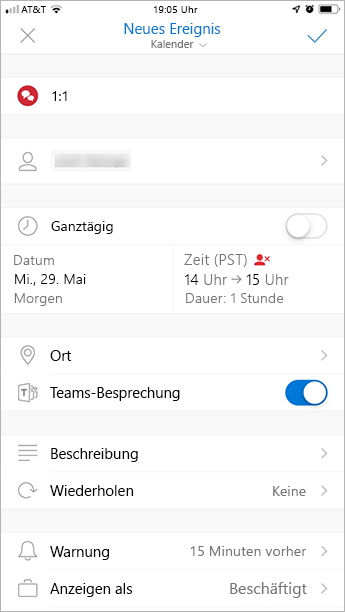 AT&T 19:05 Uhr
Neues Ereignis
Kalender
1:1
Ganztägig
Datum
Mi., 29. Mai
Morgen
Zeit (PST)
14 Uhr → 15 Uhr
Dauer: 1 Stunde
Ort
Teams-Besprechung
Beschreibung
Wiederholen Keine
Warnung 15 Minuten vorher
Anzeigen als Beschäftigt